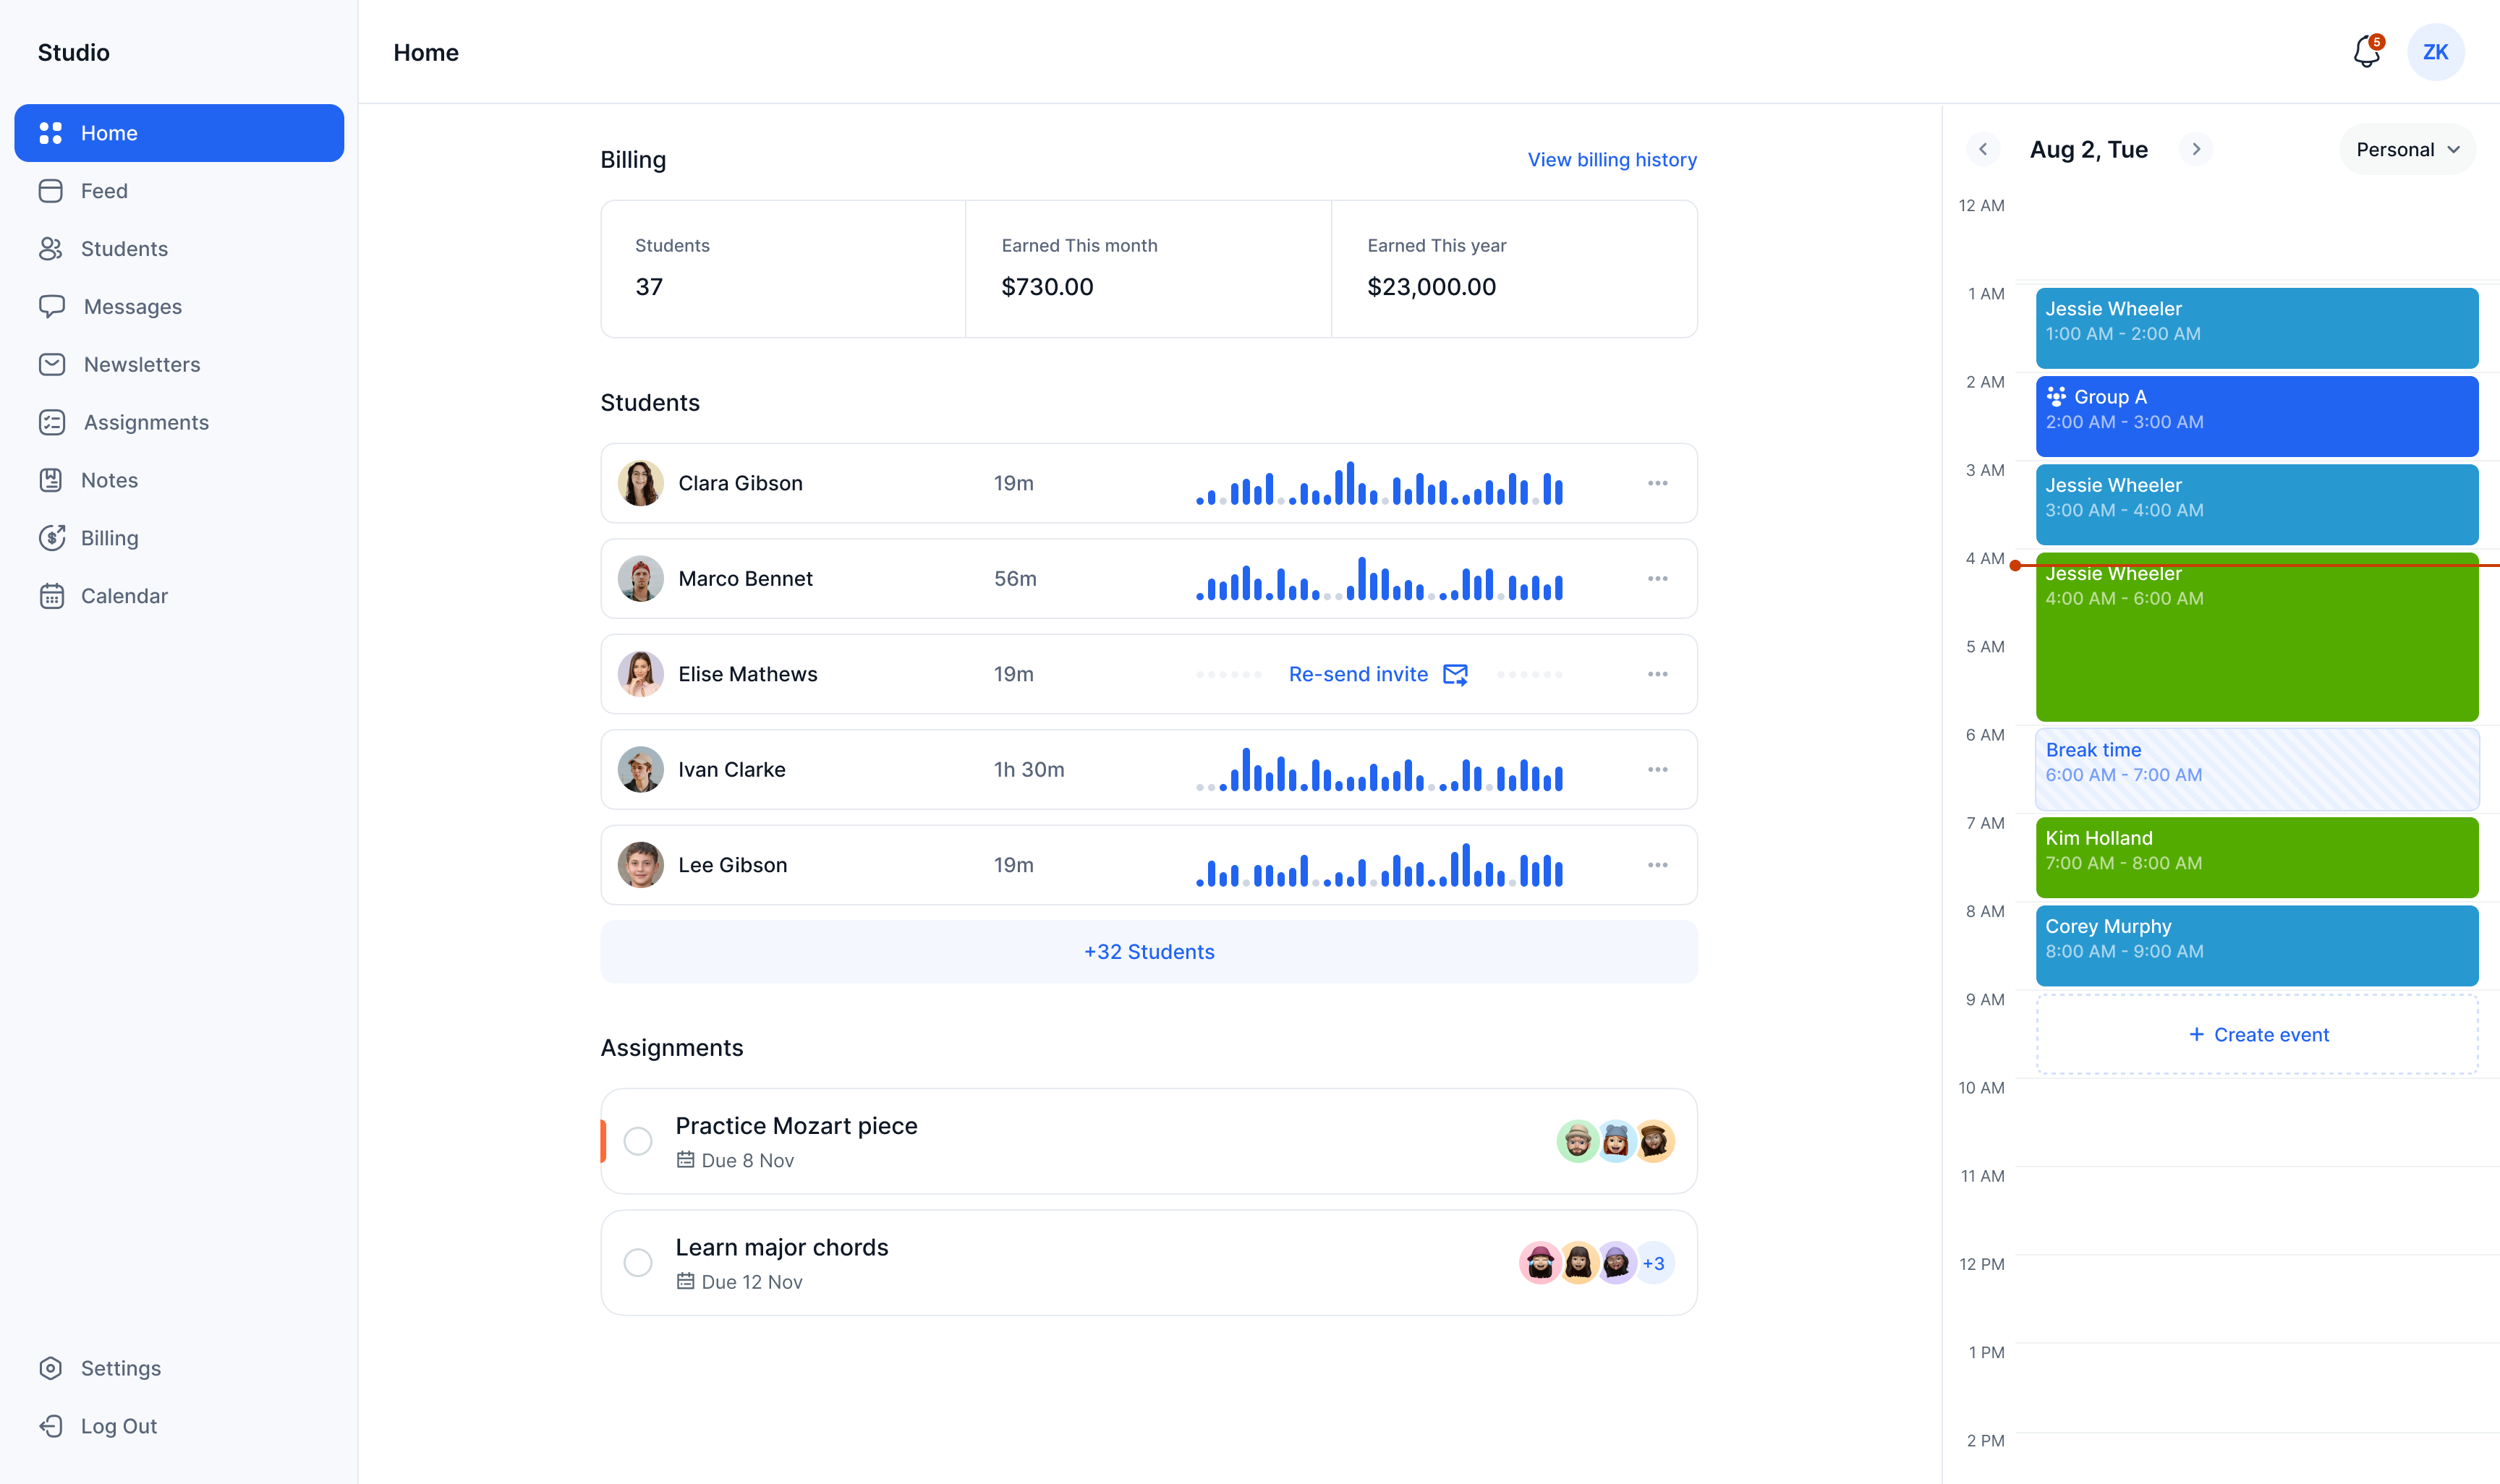 Studio
Home
Feed
Students
Messages
Newsletters
Assignments
Notes
Billing
Calendar
Settings
Log Out
Home
5
ZK
Billing
View billing history
Students
37
Earned This month
$730.00
Earned This year
$23,000.00
Students
Clara Gibson 19m
Marco Bennet 56m
Elise Mathews 19m Re-send invite
Ivan Clarke 1h 30m
Lee Gibson 19m
+32 Students
Assignments
Practice Mozart piece
Due 8 Nov
Learn major chords
Due 12 Nov
+3
Aug 2, Tue
Personal
12 AM
1 AM
Jessie Wheeler
1:00 AM - 2:00 AM
2 AM
Group A
2:00 AM - 3:00 AM
3 AM
Jessie Wheeler
3:00 AM - 4:00 AM
4 AM
Jessie Wheeler
4:00 AM - 6:00 AM
5 AM
6 AM
Break time
6:00 AM - 7:00 AM
7 AM
Kim Holland
7:00 AM - 8:00 AM
8 AM
Corey Murphy
8:00 AM - 9:00 AM
9 AM
+ Create event
10 AM
11 AM
12 PM
1 PM
2 PM